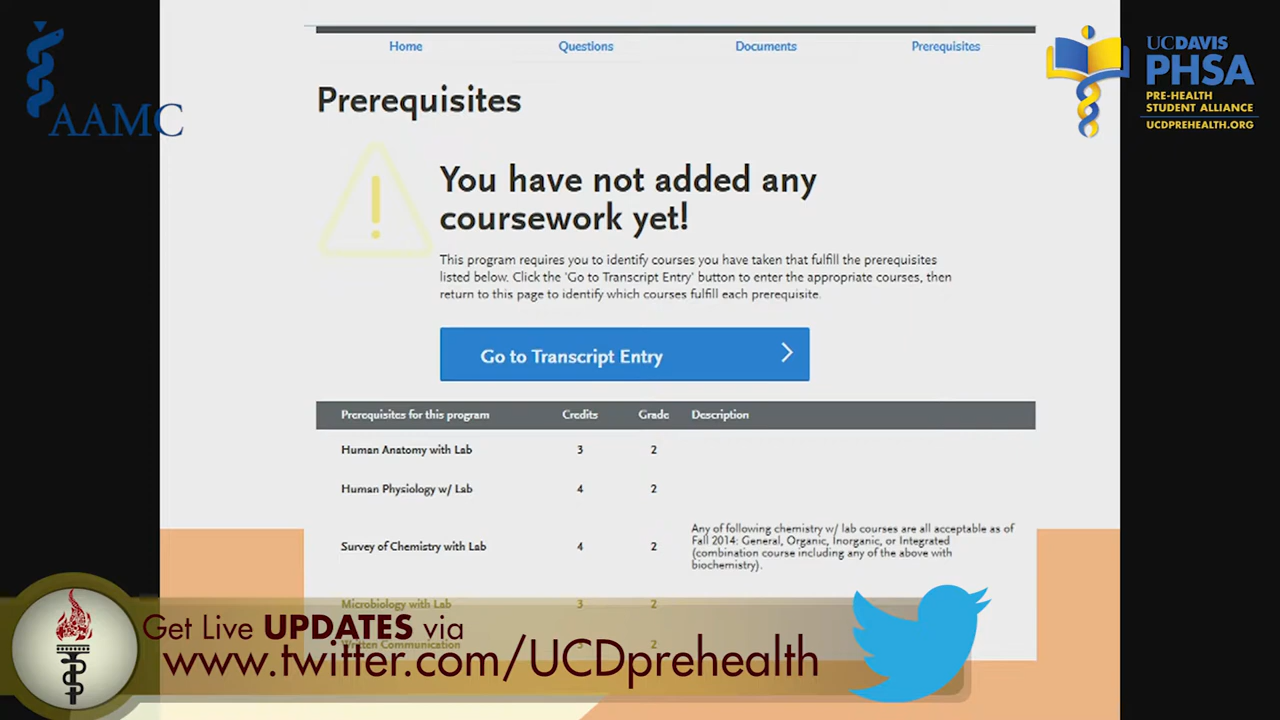 AAMC
UCDAVIS
PHSA
PRE-HEALTH
STUDENT ALLIANCE
UCDPREHEALTH.ORG
Home Questions Documents Prerequisites
Prerequisites
You have not added any
coursework yet!
This program requires you to identify courses you have taken that fulfill the prerequisites
listed below. Click the 'Go to Transcript Entry' button to enter the appropriate courses, then
return to this page to identify which courses fulfill each prerequisite.
Go to Transcript Entry
Prerequisites for this program Credits Grade Description
Human Anatomy with Lab 3 2
Human Physiology w/ Lab 4 2
Survey of Chemistry with Lab 4 2
Any of following chemistry w/ lab courses are all acceptable as of
Fall 2014: General, Organic, Inorganic, or Integrated
(combination course including any of the above with
biochemistry).
Microbiology with Lab 3 2
Written Communication 3 2
Get Live UPDATES via
www.twitter.com/UCDprehealth